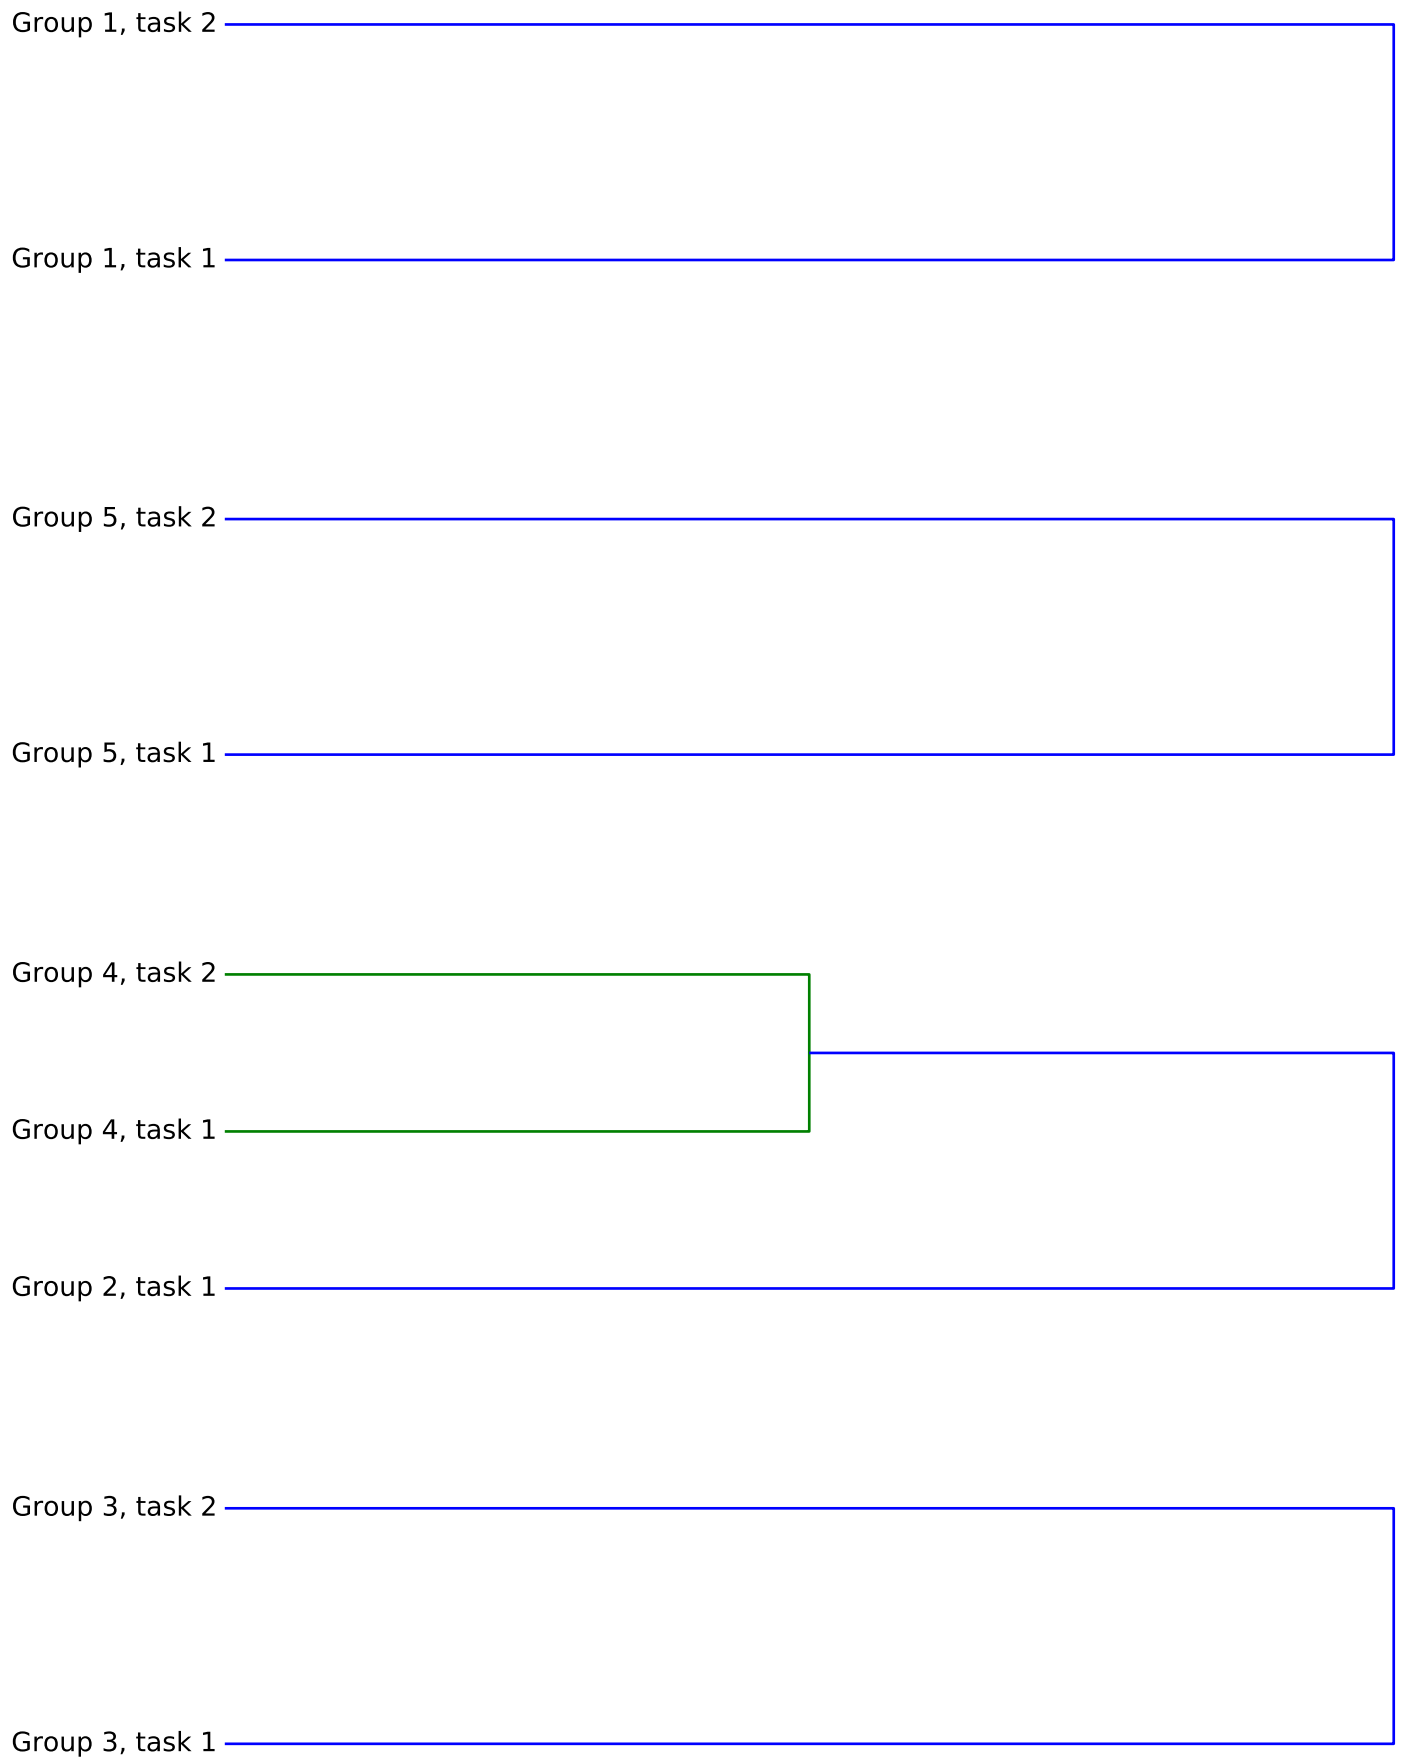 Group 1, task 2
Group 1, task 1
Group 5, task 2
Group 5, task 1
Group 4, task 2
Group 4, task 1
Group 2, task 1
Group 3, task 2
Group 3, task 1